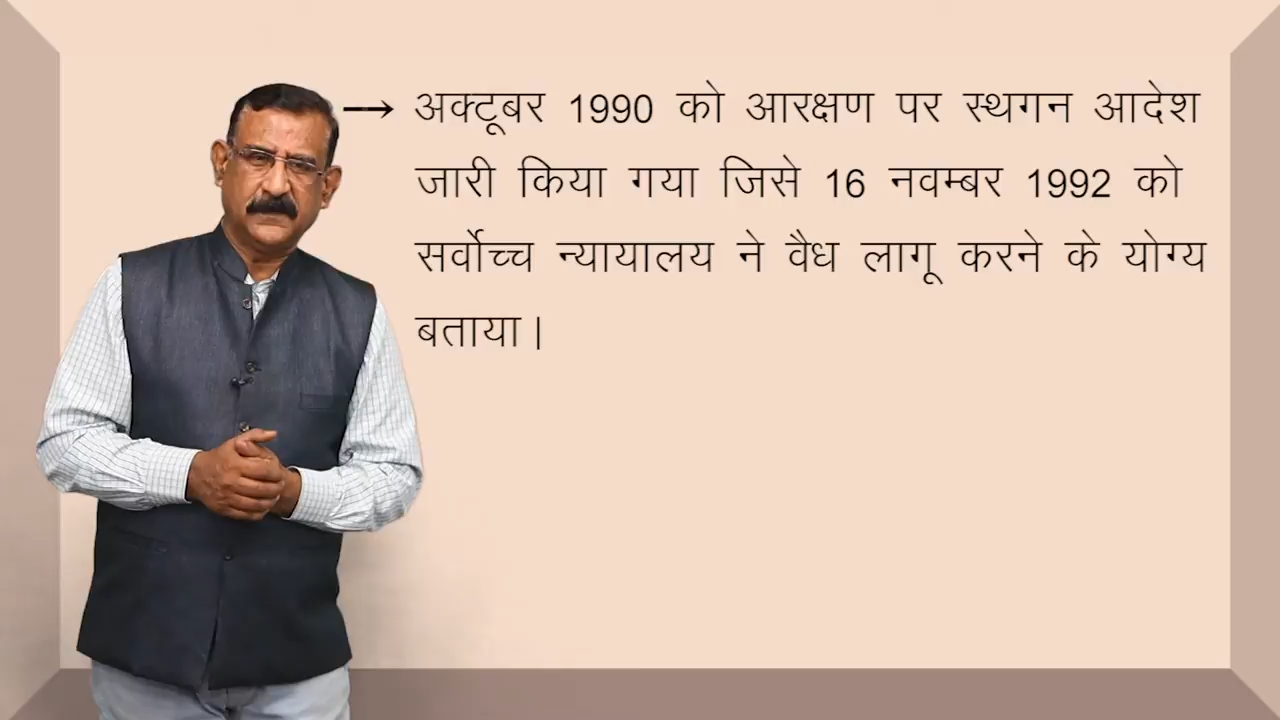 → अक्टूबर 1990 को आरक्षण पर स्थगन आदेश
जारी किया गया जिसे 16 नवम्बर 1992 को
सर्वोच्च न्यायालय ने वैध लागू करने के योग्य
बताया।